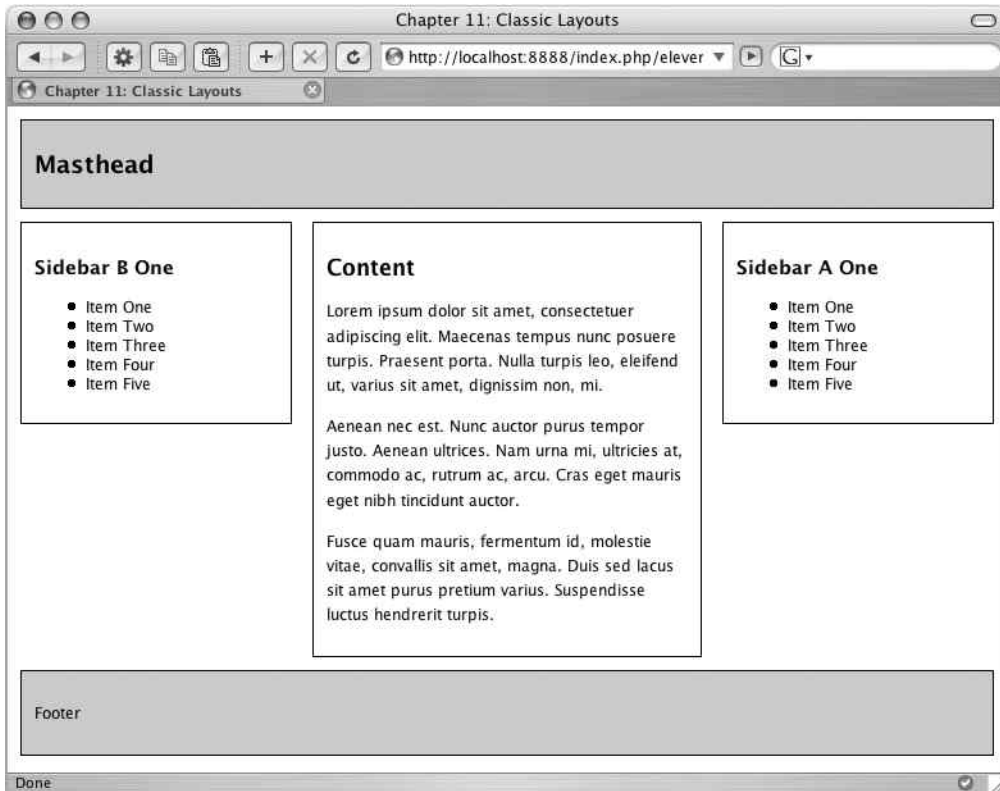 Chapter 11: Classic Layouts
http://localhost:8888/index.php/elever
G
Chapter 11: Classic Layouts
Masthead
Sidebar B One
Item One
Item Two
Item Three
Item Four
Item Five
Content
Lorem ipsum dolor sit amet, consectetuer
adipiscing elit. Maecenas tempus nunc posuere
turpis. Praesent porta. Nulla turpis leo, eleifend
ut, varius sit amet, dignissim non, mi.
Aenean nec est. Nunc auctor purus tempor
justo. Aenean ultrices. Nam urna mi, ultricies at,
commodo ac, rutrum ac, arcu. Cras eget mauris
eget nibh tincidunt auctor.
Fusce quam mauris, fermentum id, molestie
vitae, convallis sit amet, magna. Duis sed lacus
sit amet purus pretium varius. Suspendisse
luctus hendrerit turpis.
Sidebar A One
Item One
Item Two
Item Three
Item Four
Item Five
Footer
Done